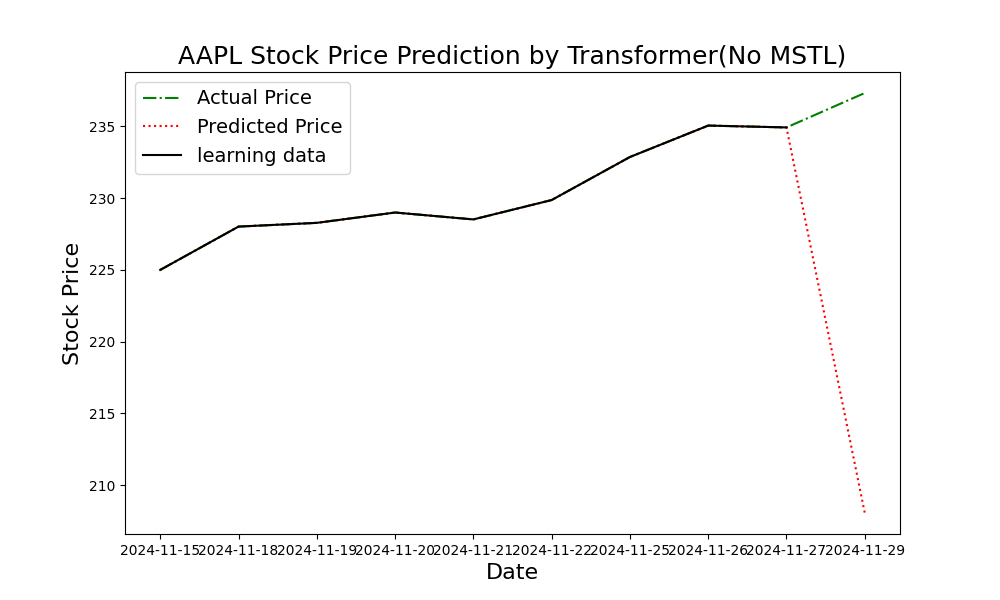 AAPL Stock Price Prediction by Transformer(No MSTL)
Actual Price
Predicted Price
learning data
Stock Price
235
230
225
220
215
210
2024-11-15
2024-11-18
2024-11-19
2024-11-20
2024-11-21
2024-11-22
2024-11-25
2024-11-26
2024-11-27
2024-11-29
Date